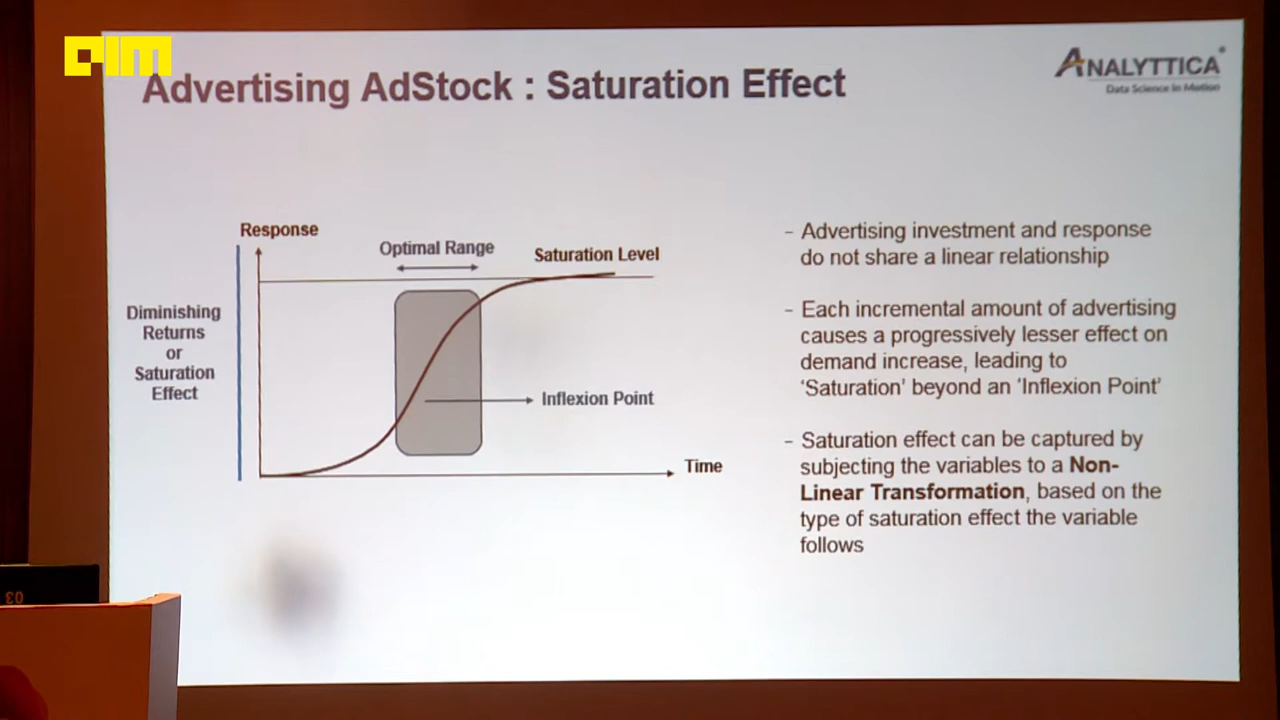 AIM
Advertising AdStock : Saturation Effect
ANALYTTICA®
Data Science In Motion
Response
Optimal Range
Saturation Level
Diminishing
Returns
or
Saturation
Effect
Inflexion Point
Time
- Advertising investment and response
do not share a linear relationship
- Each incremental amount of advertising
causes a progressively lesser effect on
demand increase, leading to
‘Saturation’ beyond an ‘Inflexion Point’
- Saturation effect can be captured by
subjecting the variables to a Non-
Linear Transformation, based on the
type of saturation effect the variable
follows
03